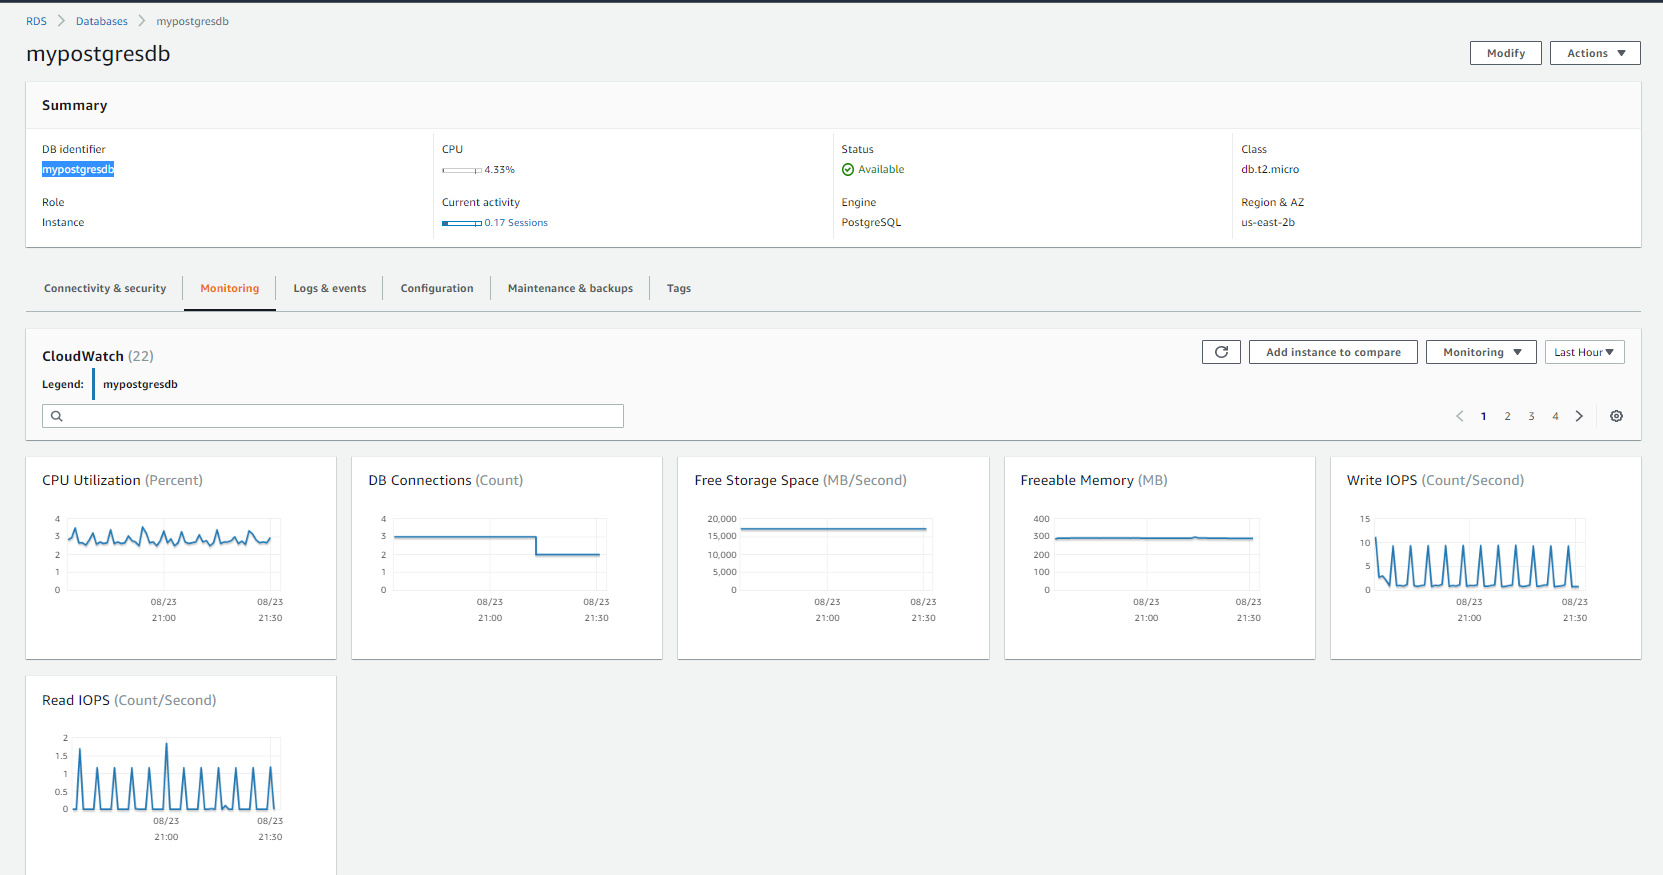 RDS > Databases > mypostgresdb
mypostgresdb
Modify
Actions
Summary
DB identifier
mypostgresdb
CPU
4.33%
Status
Available
Class
db.t2.micro
Role
Instance
Current activity
0.17 Sessions
Engine
PostgreSQL
Region & AZ
us-east-2b
Connectivity & security
Monitoring
Logs & events
Configuration
Maintenance & backups
Tags
CloudWatch (22)
Add instance to compare
Monitoring
Last Hour
Legend:
mypostgresdb
1 2 3 4
CPU Utilization (Percent)
4
3
2
1
0
08/23
21:00
08/23
21:30
DB Connections (Count)
4
3
2
1
0
08/23
21:00
08/23
21:30
Free Storage Space (MB/Second)
20,000
15,000
10,000
5,000
0
08/23
21:00
08/23
21:30
Freeable Memory (MB)
400
300
200
100
0
08/23
21:00
08/23
21:30
Write IOPS (Count/Second)
15
10
5
0
08/23
21:00
08/23
21:30
Read IOPS (Count/Second)
2
1.5
1
0.5
0
08/23
21:00
08/23
21:30